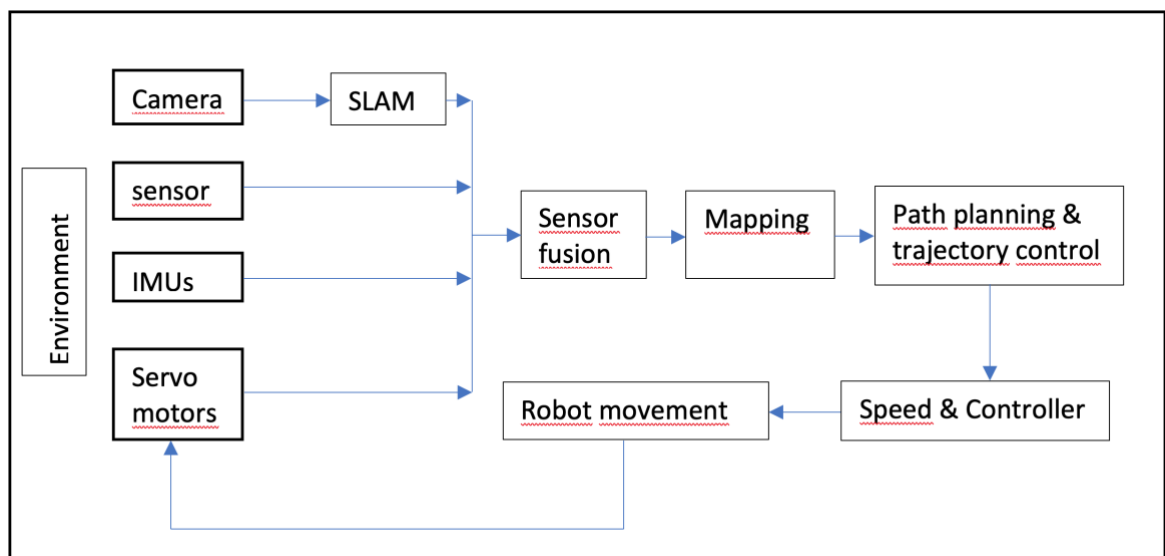 Environment
Camera
SLAM
sensor
IMUs
Servo
motors
Sensor
fusion
Mapping
Path planning &
trajectory control
Speed & Controller
Robot movement